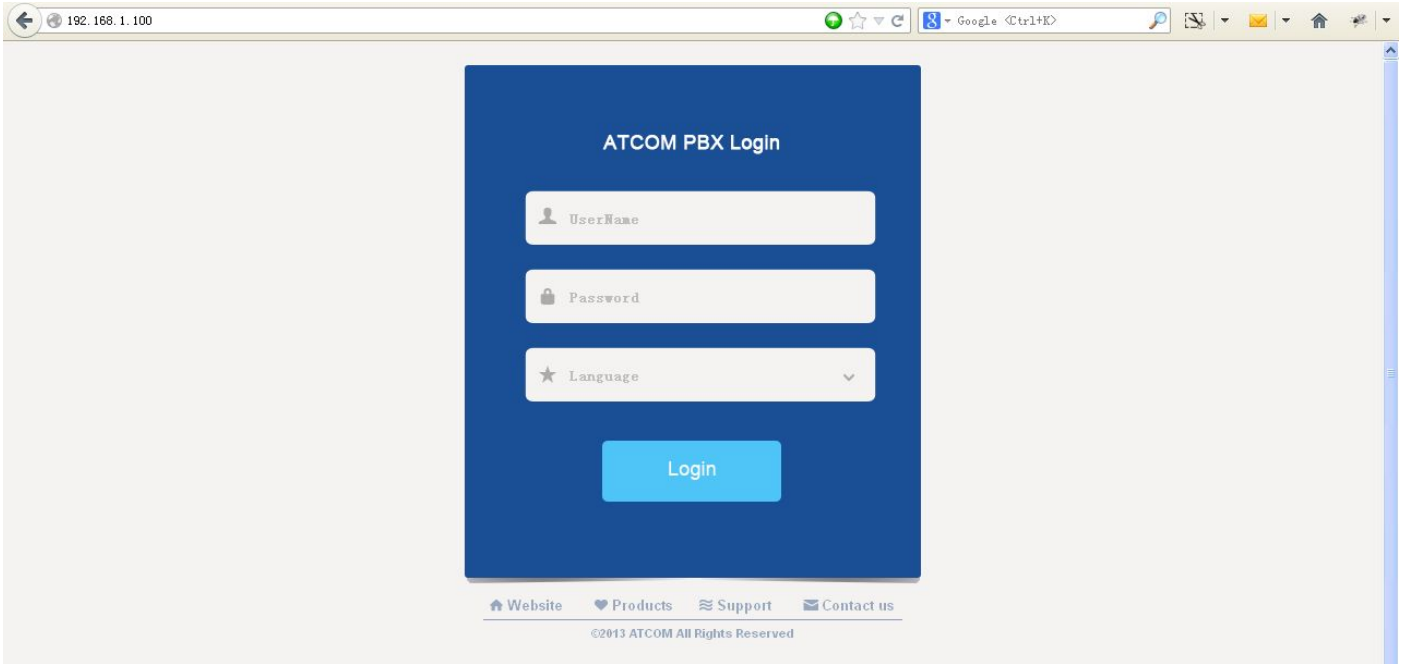 192.168.1.100
Google <Ctrl+K>
ATCOM PBX Login
UserName
Password
Language
Login
Website Products Support Contact us
©2013 ATCOM All Rights Reserved